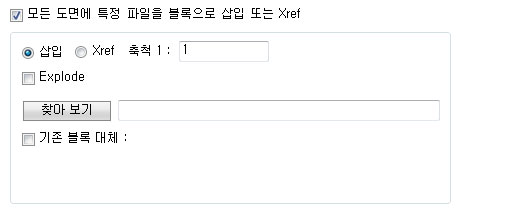 모든 도면에 특정 파일을 블록으로 삽입 또는 Xref
삽입 Xref 축척 1 : 1
Explode
찾아 보기
기존 블록 대체 :